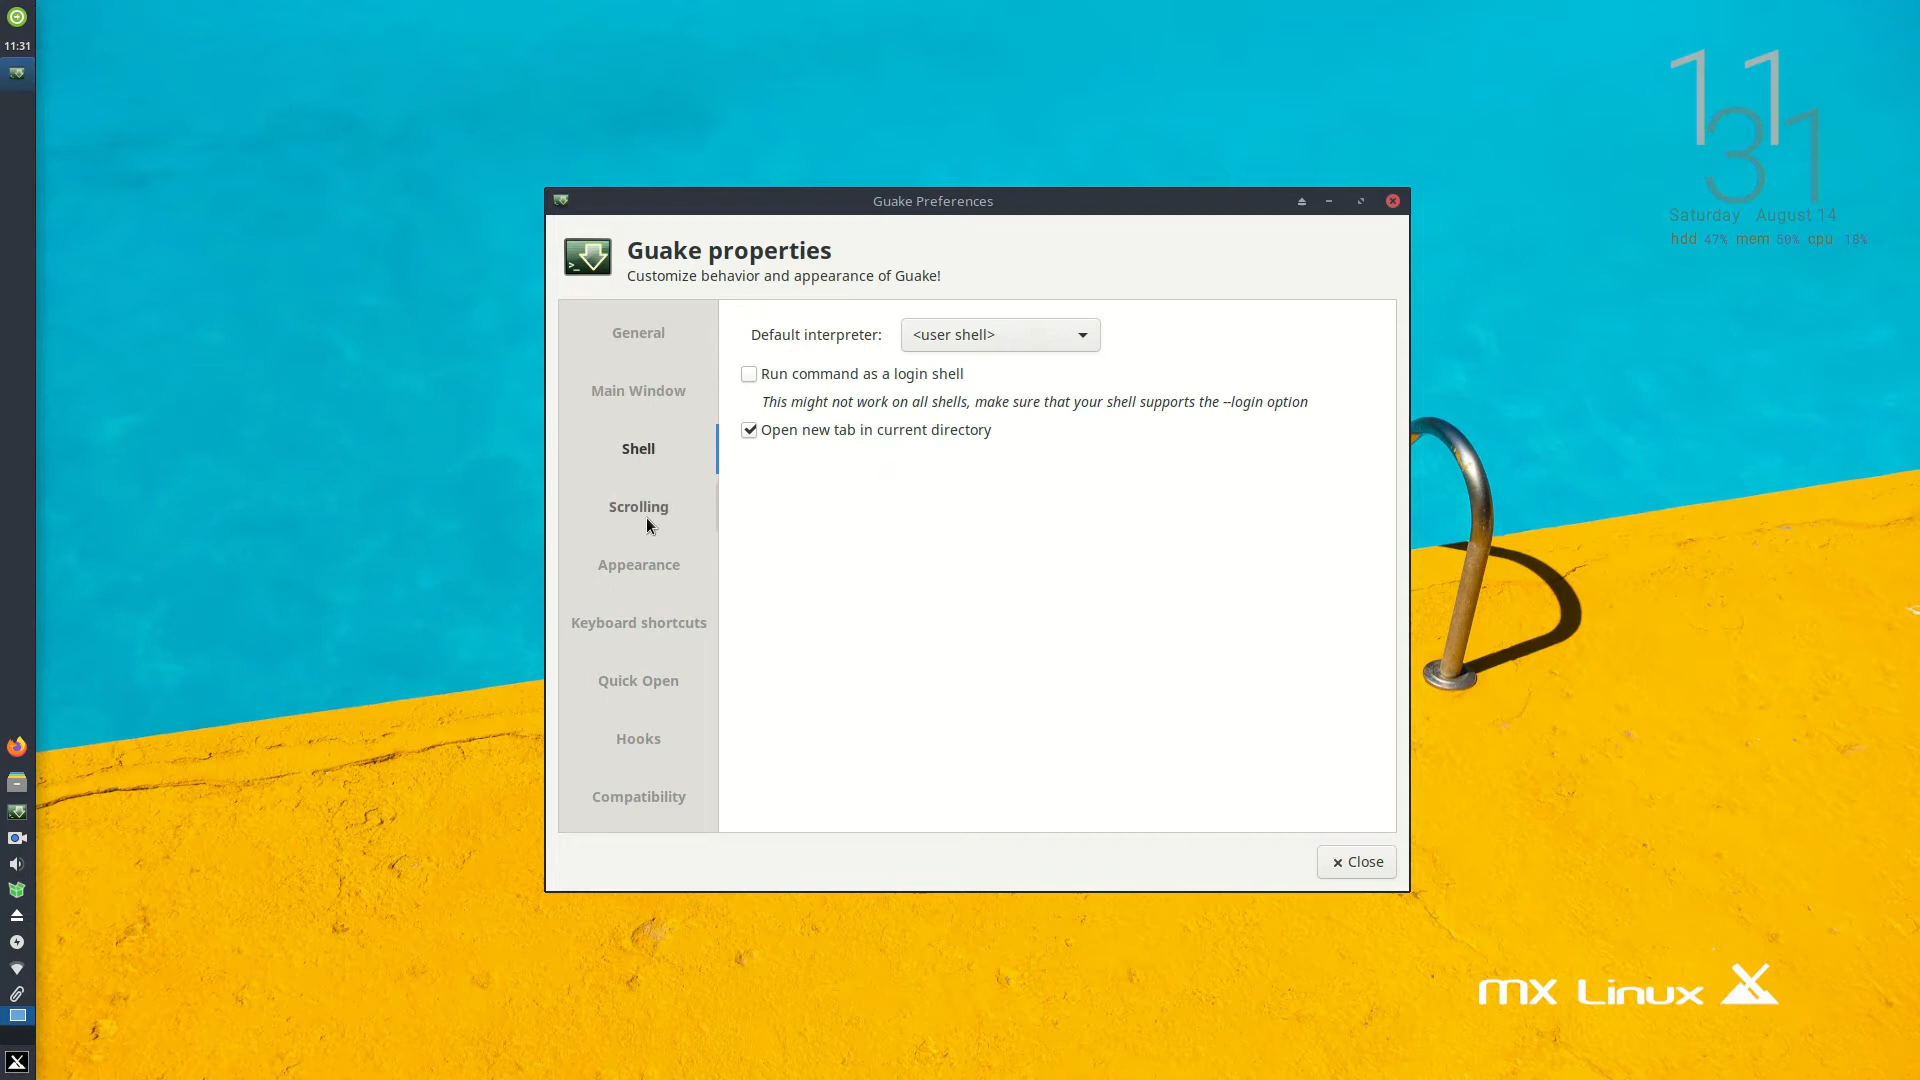 11:31
11
31
Saturday August 14
hdd 47% mem 50% cpu 18%
Guake Preferences
Guake properties
Customize behavior and appearance of Guake!
General
Main Window
Shell
Scrolling
Appearance
Keyboard shortcuts
Quick Open
Hooks
Compatibility
Default interpreter: <user shell>
Run command as a login shell
This might not work on all shells, make sure that your shell supports the --login option
Open new tab in current directory
Close
mx Linux